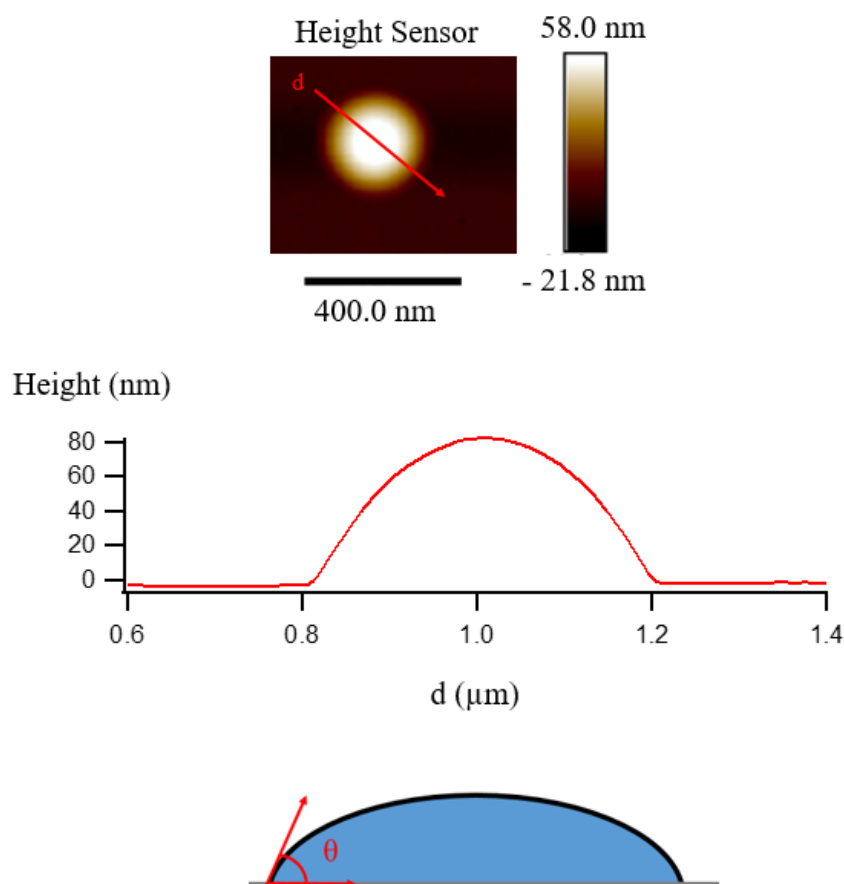 Height Sensor
58.0 nm
d
- 21.8 nm
400.0 nm
Height (nm)
80
60
40
20
0
0.6 0.8 1.0 1.2 1.4
d (µm)
θ